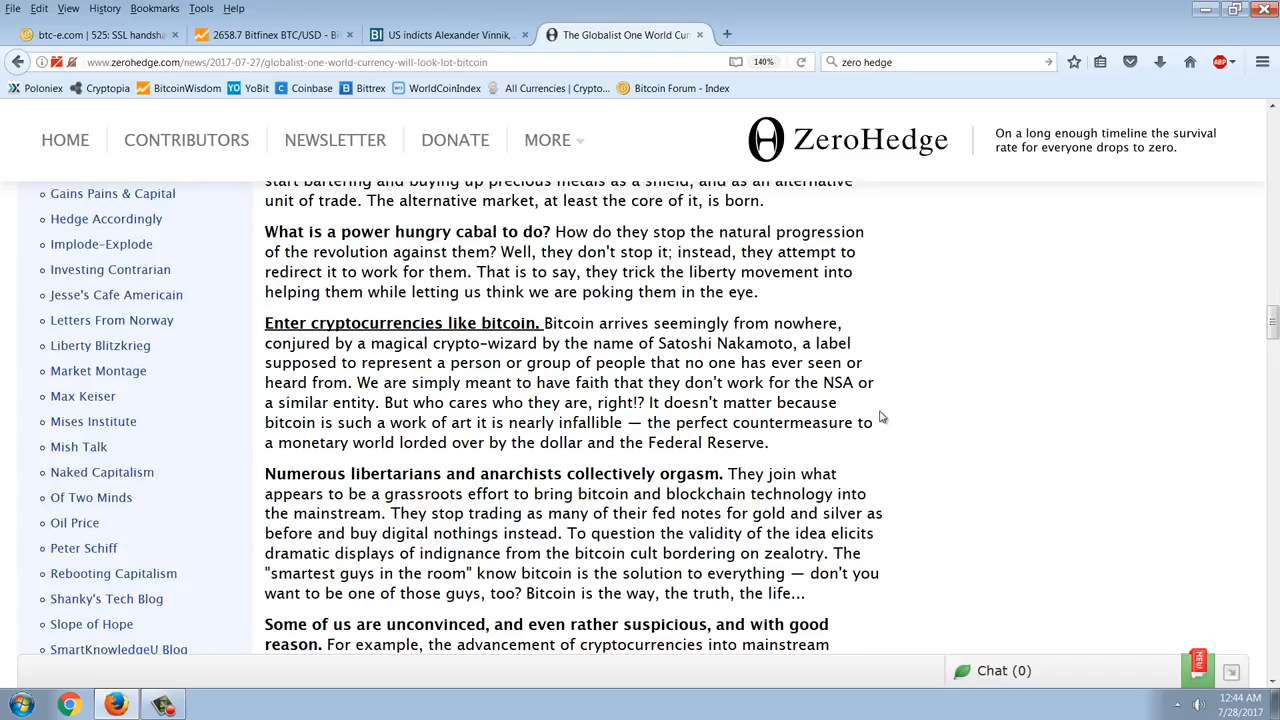 File Edit View History Bookmarks Tools Help
btc-e.com | 525: SSL handsha
2658.7 Bitfinex BTC/USD - Bi
BI US indicts Alexander Vinnik,
The Globalist One World Cur
www.zerohedge.com/news/2017-07-27/globalist-one-world-currency-will-look-lot-bitcoin
140%
zero hedge
ABP
Poloniex Cryptopia BitcoinWisdom YoBit Coinbase Bittrex WorldCoinIndex All Currencies | Crypto... Bitcoin Forum - Index
HOME CONTRIBUTORS NEWSLETTER DONATE MORE
ZeroHedge
On a long enough timeline the survival
rate for everyone drops to zero.
Gains Pains & Capital
Hedge Accordingly
Implode-Explode
Investing Contrarian
Jesse's Cafe Americain
Letters From Norway
Liberty Blitzkrieg
Market Montage
Max Keiser
Mises Institute
Mish Talk
Naked Capitalism
Of Two Minds
Oil Price
Peter Schiff
Rebooting Capitalism
Shanky's Tech Blog
Slope of Hope
SmartKnowledgeU Blog
start bartering and buying up precious metals as a shield, and as an alternative
unit of trade. The alternative market, at least the core of it, is born.
What is a power hungry cabal to do? How do they stop the natural progression
of the revolution against them? Well, they don't stop it; instead, they attempt to
redirect it to work for them. That is to say, they trick the liberty movement into
helping them while letting us think we are poking them in the eye.
Enter cryptocurrencies like bitcoin. Bitcoin arrives seemingly from nowhere,
conjured by a magical crypto-wizard by the name of Satoshi Nakamoto, a label
supposed to represent a person or group of people that no one has ever seen or
heard from. We are simply meant to have faith that they don't work for the NSA or
a similar entity. But who cares who they are, right!? It doesn't matter because
bitcoin is such a work of art it is nearly infallible — the perfect countermeasure to
a monetary world lorded over by the dollar and the Federal Reserve.
Numerous libertarians and anarchists collectively orgasm. They join what
appears to be a grassroots effort to bring bitcoin and blockchain technology into
the mainstream. They stop trading as many of their fed notes for gold and silver as
before and buy digital nothings instead. To question the validity of the idea elicits
dramatic displays of indignance from the bitcoin cult bordering on zealotry. The
"smartest guys in the room" know bitcoin is the solution to everything — don't you
want to be one of those guys, too? Bitcoin is the way, the truth, the life...
Some of us are unconvinced, and even rather suspicious, and with good
reason. For example, the advancement of cryptocurrencies into mainstream
Chat (0)
NEW
12:44 AM
7/28/2017